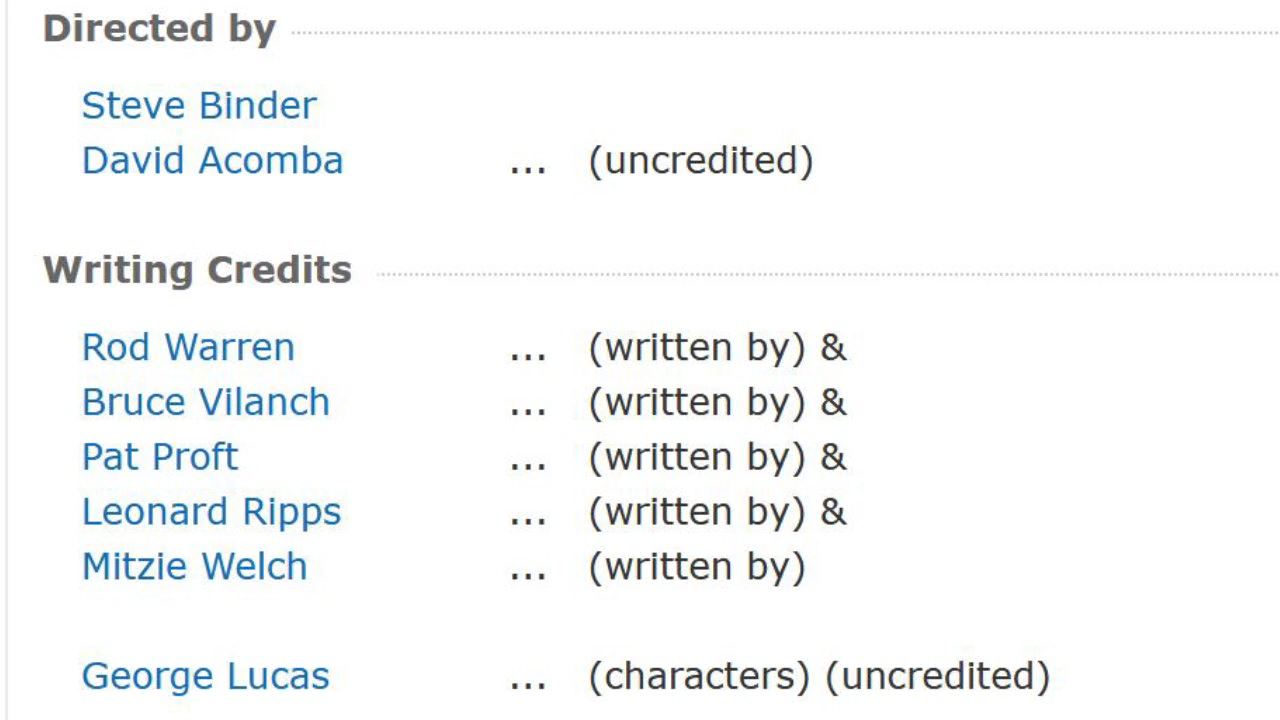 Directed by
Steve Binder
David Acomba ... (uncredited)
Writing Credits
Rod Warren ... (written by) &
Bruce Vilanch ... (written by) &
Pat Proft ... (written by) &
Leonard Ripps ... (written by) &
Mitzie Welch ... (written by)
George Lucas ... (characters) (uncredited)